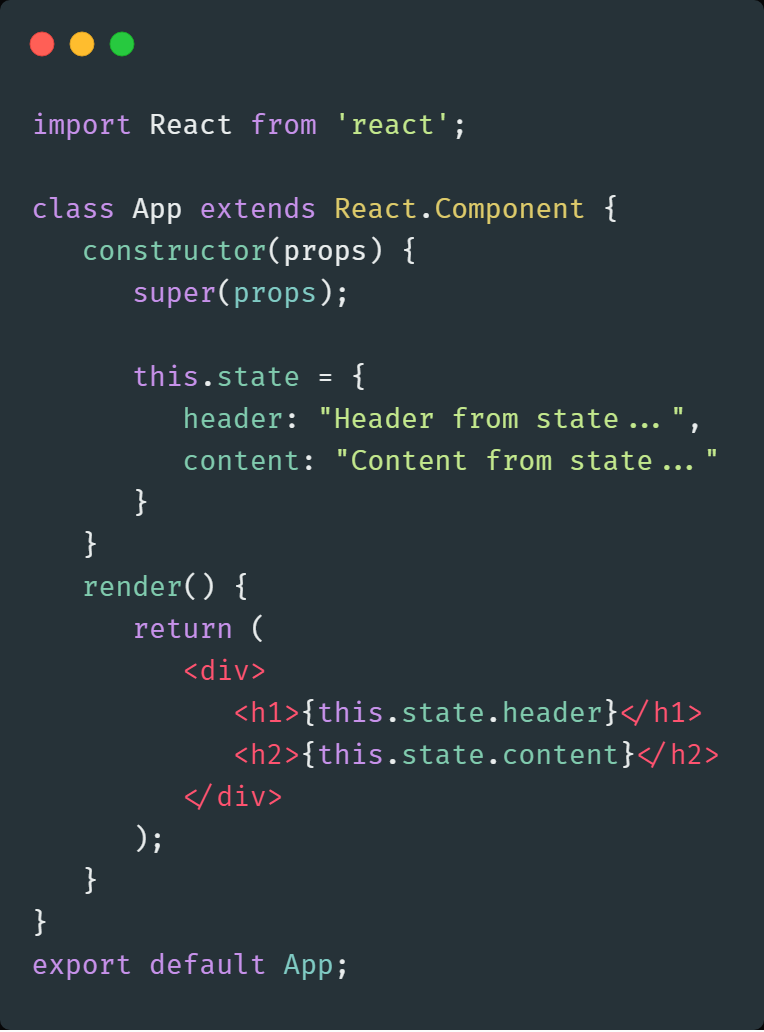 import React from 'react';

class App extends React.Component {
   constructor(props) {
      super(props);

      this.state = {
         header: "Header from state...",
         content: "Content from state..."
      }
   }
   render() {
      return (
         <div>
            <h1>{this.state.header}</h1>
            <h2>{this.state.content}</h2>
         </div>
      );
   }
}
export default App;